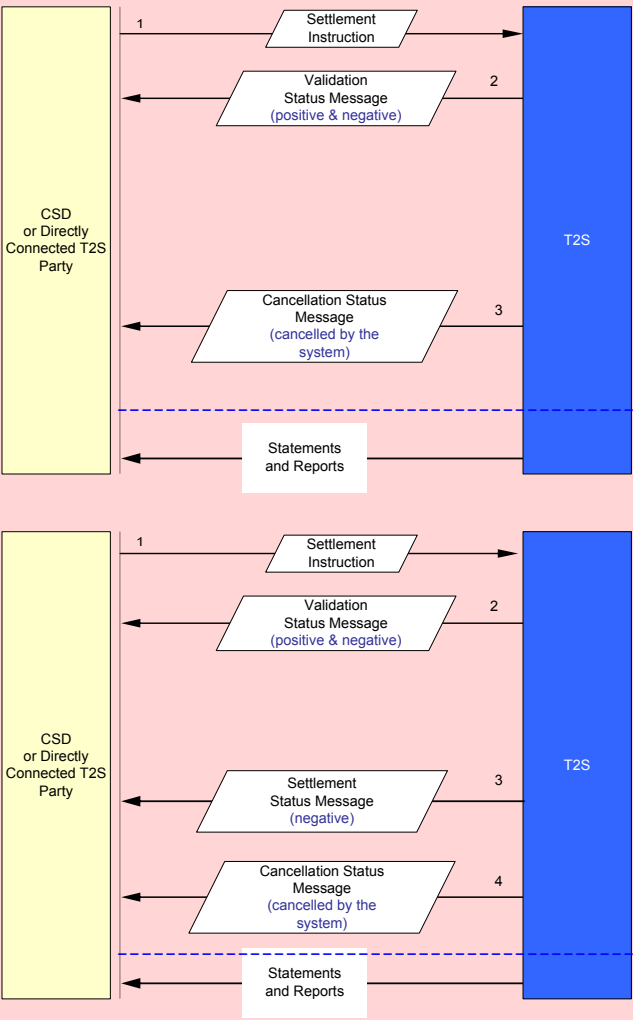 1
Settlement
Instruction
Validation
Status Message
(positive & negative)
2
CSD
or Directly
Connected T2S
Party
T2S
Cancellation Status
Message
(cancelled by the
system)
3
Statements
and Reports
1
Settlement
Instruction
Validation
Status Message
(positive & negative)
2
CSD
or Directly
Connected T2S
Party
T2S
Settlement
Status Message
(negative)
3
Cancellation Status
Message
(cancelled by the
system)
4
Statements
and Reports